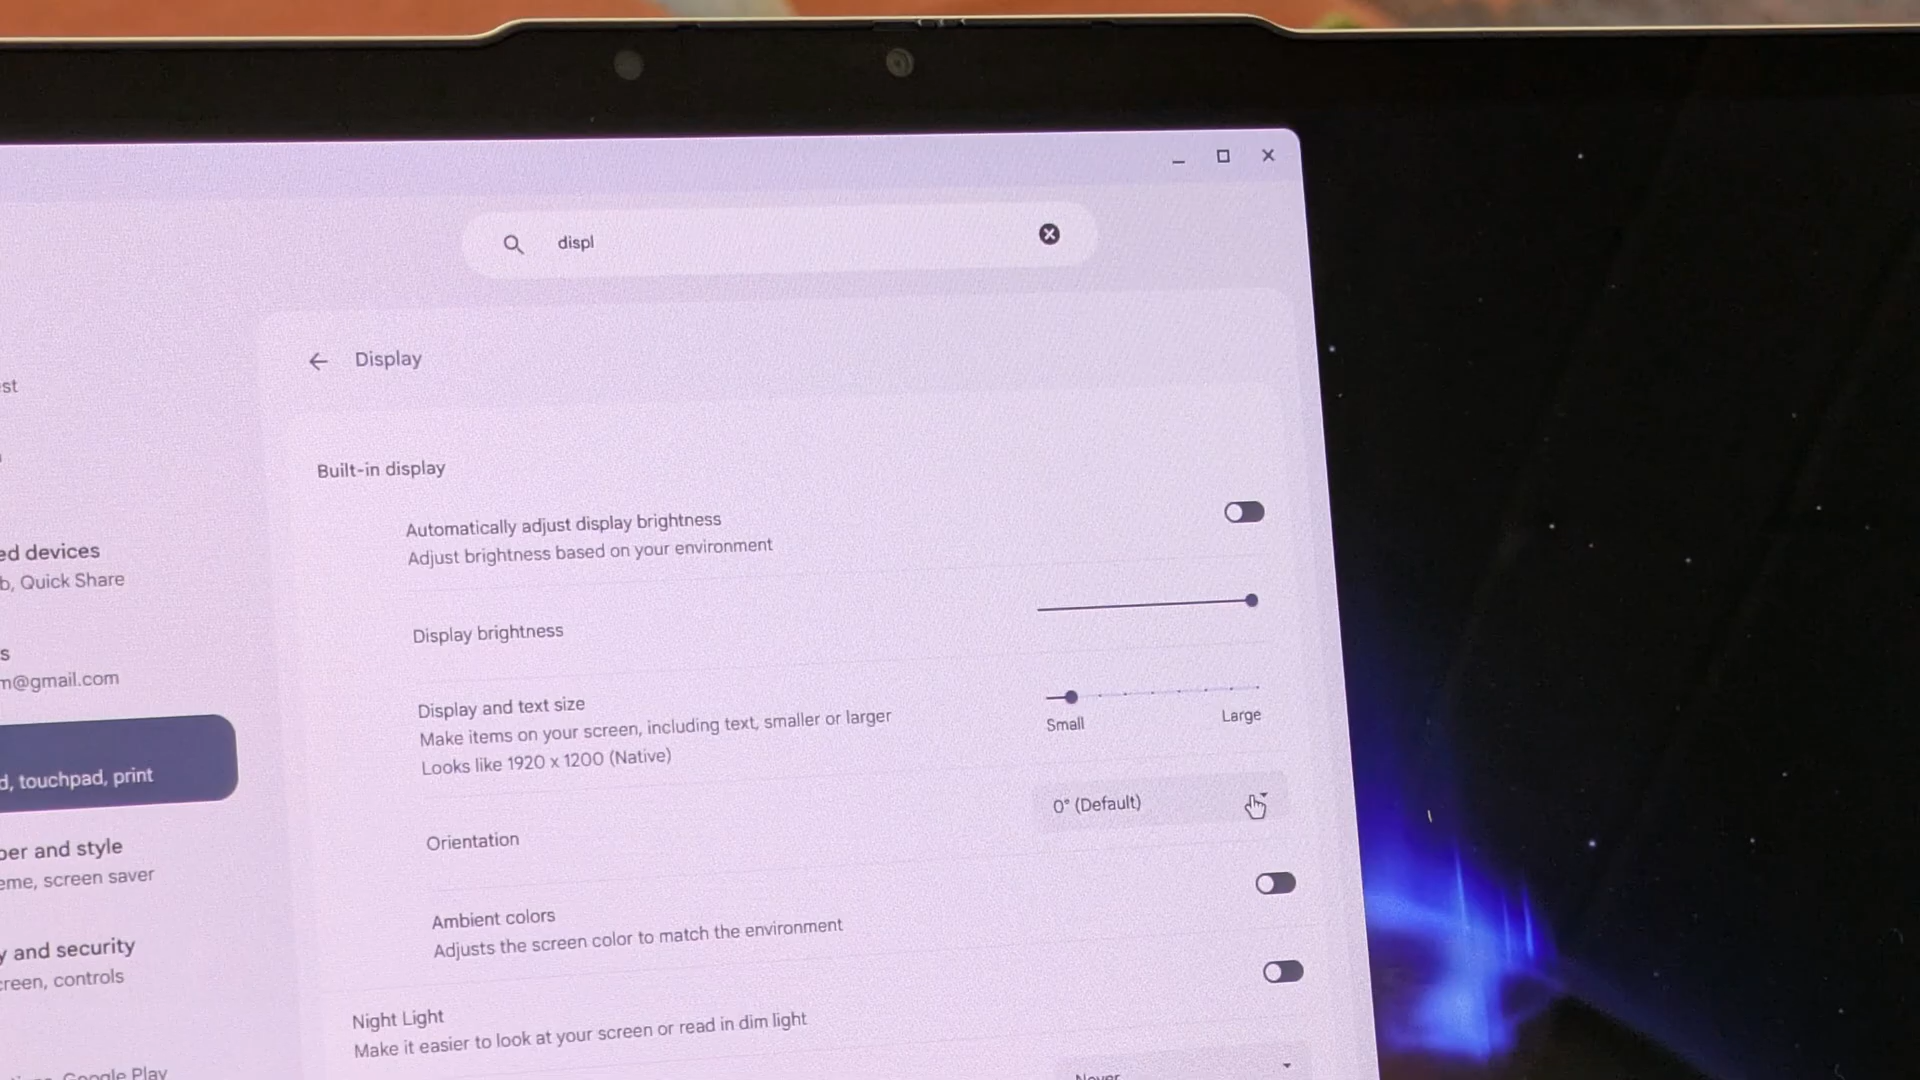 displ
Display
Built-in display
Automatically adjust display brightness
Adjust brightness based on your environment
Display brightness
Display and text size
Make items on your screen, including text, smaller or larger
Looks like 1920 x 1200 (Native)
Small
Large
Orientation
0° (Default)
Ambient colors
Adjusts the screen color to match the environment
Night Light
Make it easier to look at your screen or read in dim light
Never
st
ed devices
b, Quick Share
s
m@gmail.com
d, touchpad, print
per and style
eme, screen saver
y and security
creen, controls
Google Play